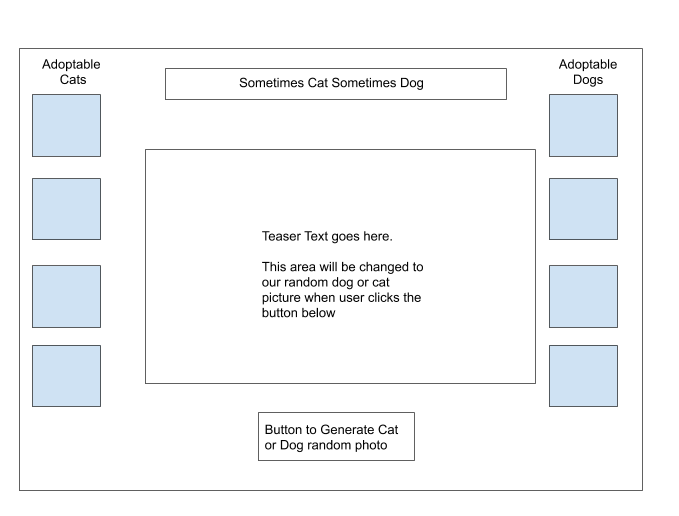 Adoptable
Cats
Sometimes Cat Sometimes Dog
Adoptable
Dogs
Teaser Text goes here.
This area will be changed to
our random dog or cat
picture when user clicks the
button below
Button to Generate Cat
or Dog random photo